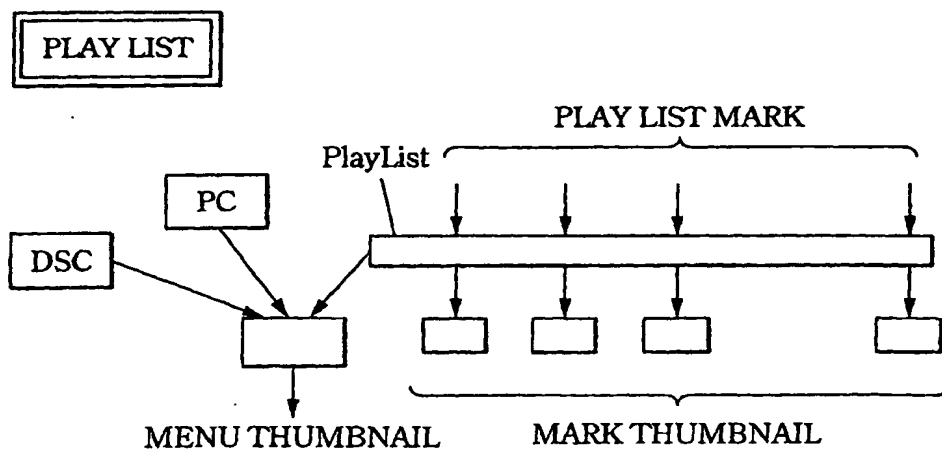 PLAY LIST
PLAY LIST MARK
PlayList
PC
DSC
MENU THUMBNAIL
MARK THUMBNAIL